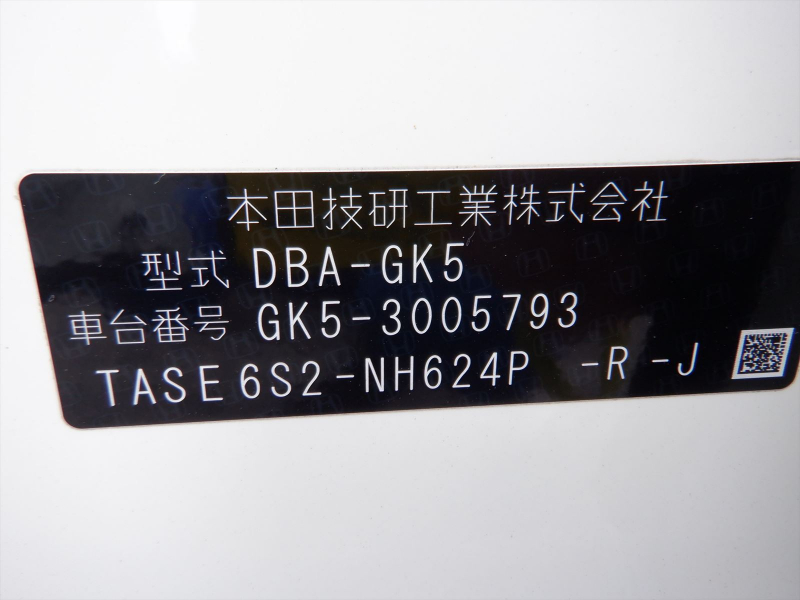 本田技研工業株式会社
型式 DBA-GK5
車台番号 GK5-3005793
TASE6S2-NH624P -R -J